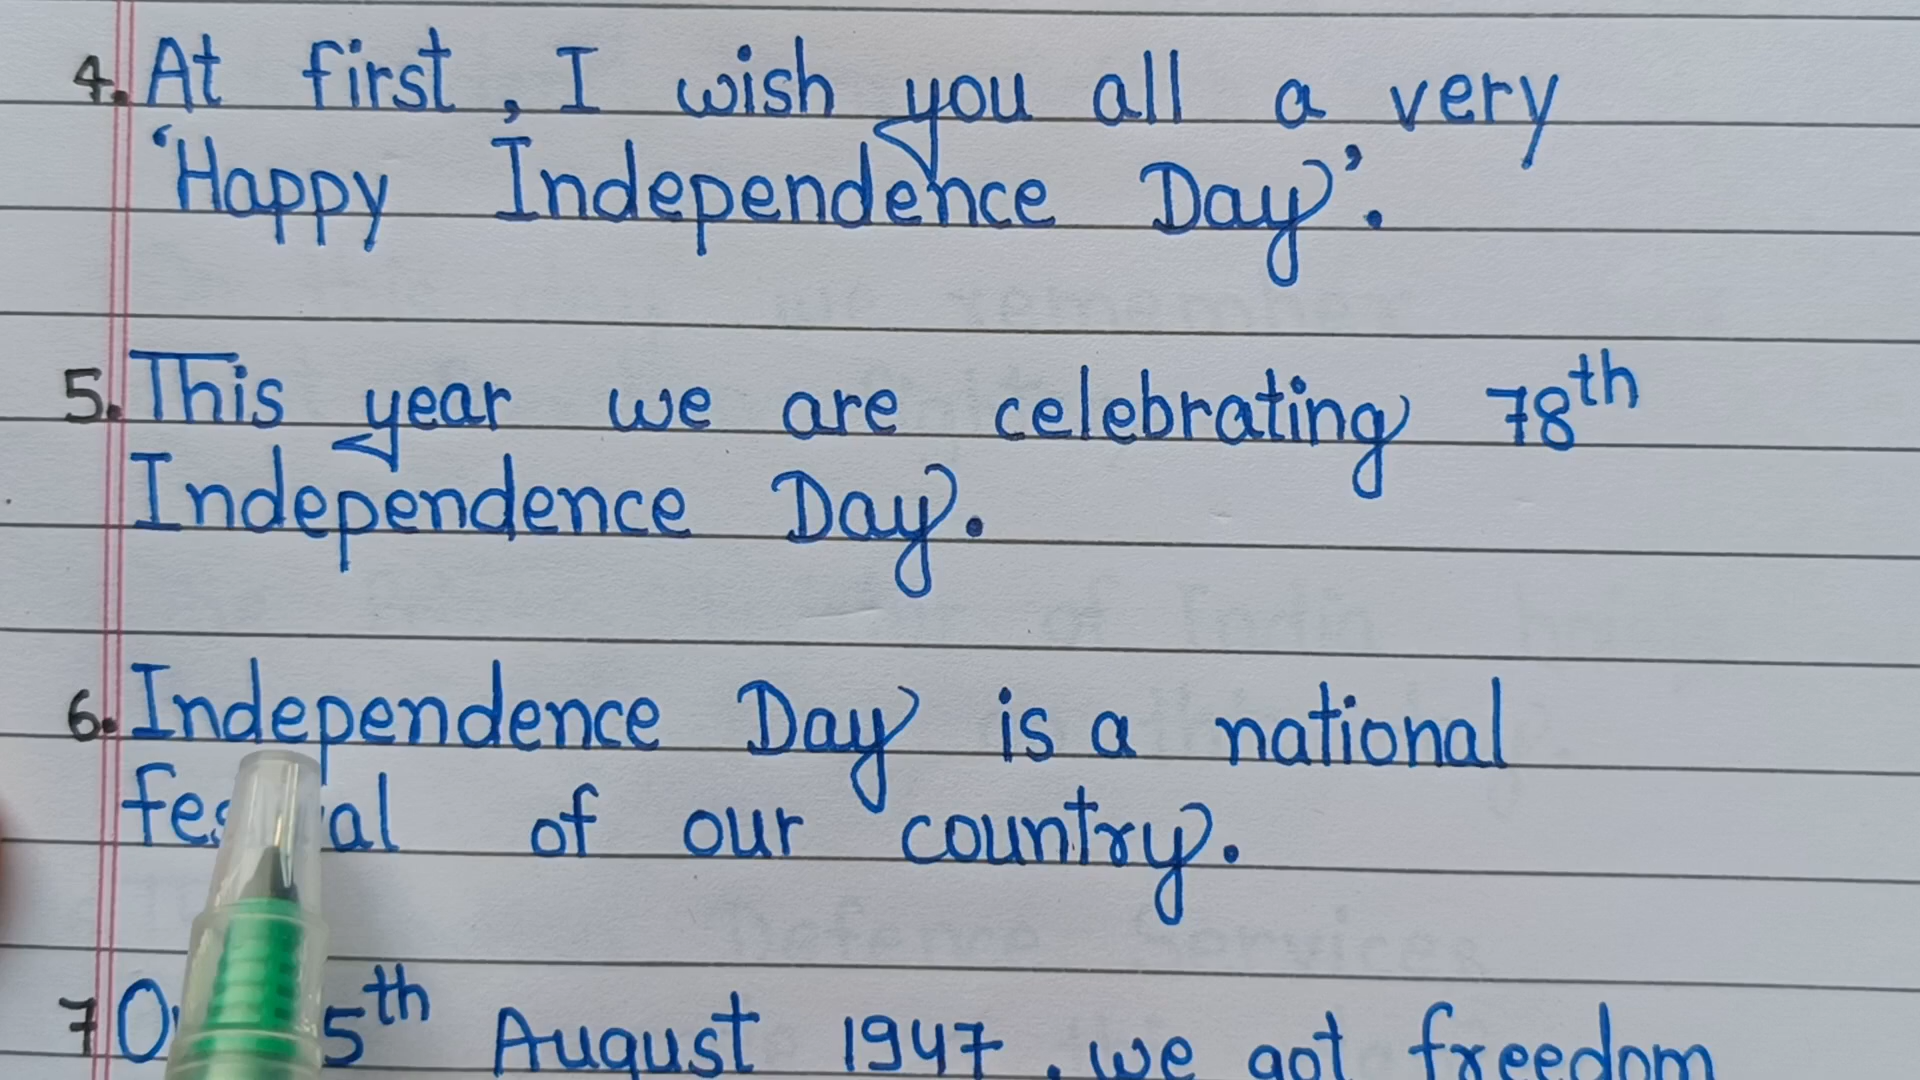 4. At first, I wish you all a very
'Happy Independence Day'.
5. This year we are celebrating 78th
Independence Day.
6. Independence Day is a national
of our country.
7 5th August 1947, we got freedom